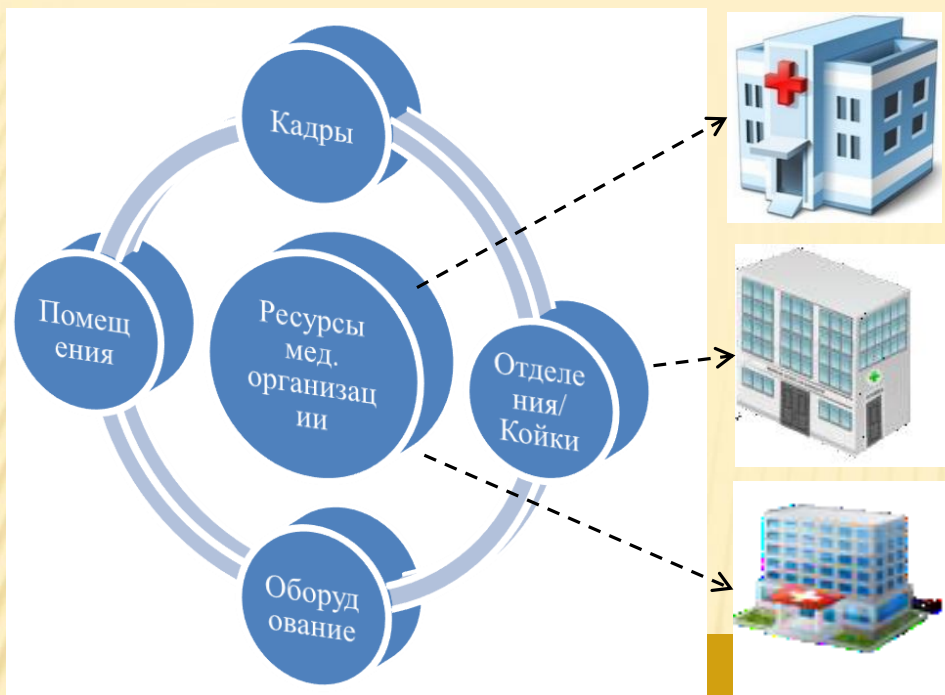 Кадры
Помещ
ения
Ресурсы
мед.
организац
ии
Отделе
ния/
Койки
Оборуд
ование